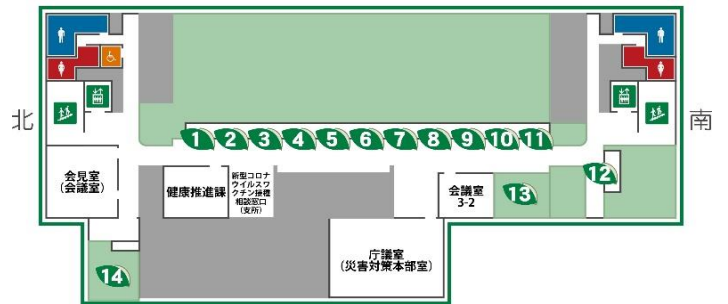 北
南
1 2 3 4 5 6 7 8 9 10 11
12
会見室
(会議室)
健康推進課
新型コロナ
ウイルスワ
クチン接種
相談窓口
(支所)
会議室
3-2
13
庁議室
(災害対策本部室)
14